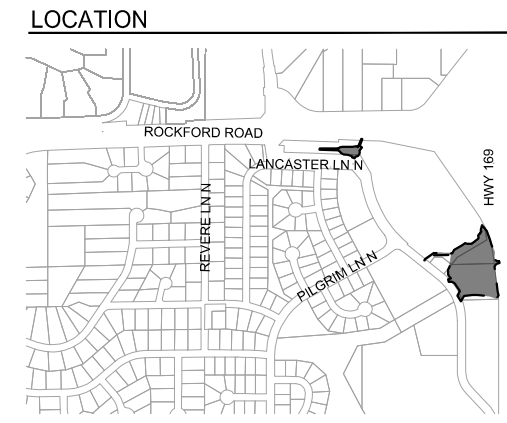 LOCATION
ROCKFORD ROAD
LANCASTER LN N
HWY 169
REVERE LN N
PILGRIM LN N